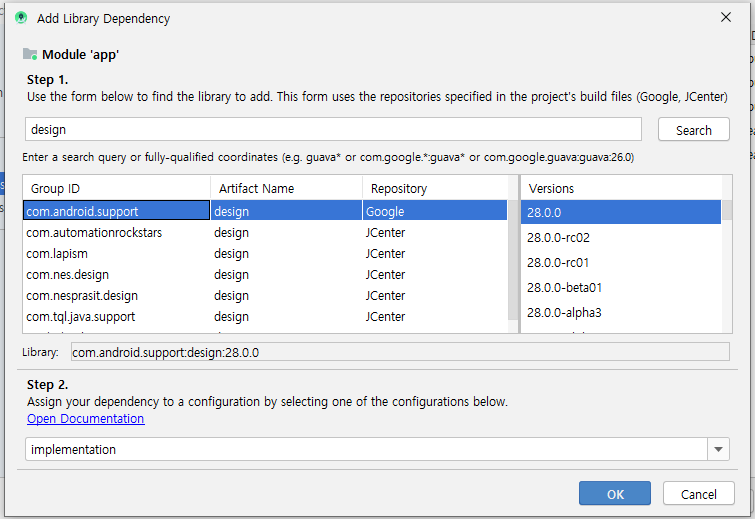 Add Library Dependency
Module 'app'
Step 1.
Use the form below to find the library to add. This form uses the repositories specified in the project's build files (Google, JCenter)
design
Search
Enter a search query or fully-qualified coordinates (e.g. guava* or com.google.*:guava* or com.google.guava:guava:26.0)
Group ID Artifact Name Repository Versions
com.android.support design Google 28.0.0
com.automationrockstars design JCenter 28.0.0-rc02
com.lapism design JCenter 28.0.0-rc01
com.nes.design design JCenter 28.0.0-beta01
com.nesprasit.design design JCenter 28.0.0-alpha3
com.tql.java.support design JCenter
Library: com.android.support:design:28.0.0
Step 2.
Assign your dependency to a configuration by selecting one of the configurations below.
Open Documentation
implementation
OK Cancel